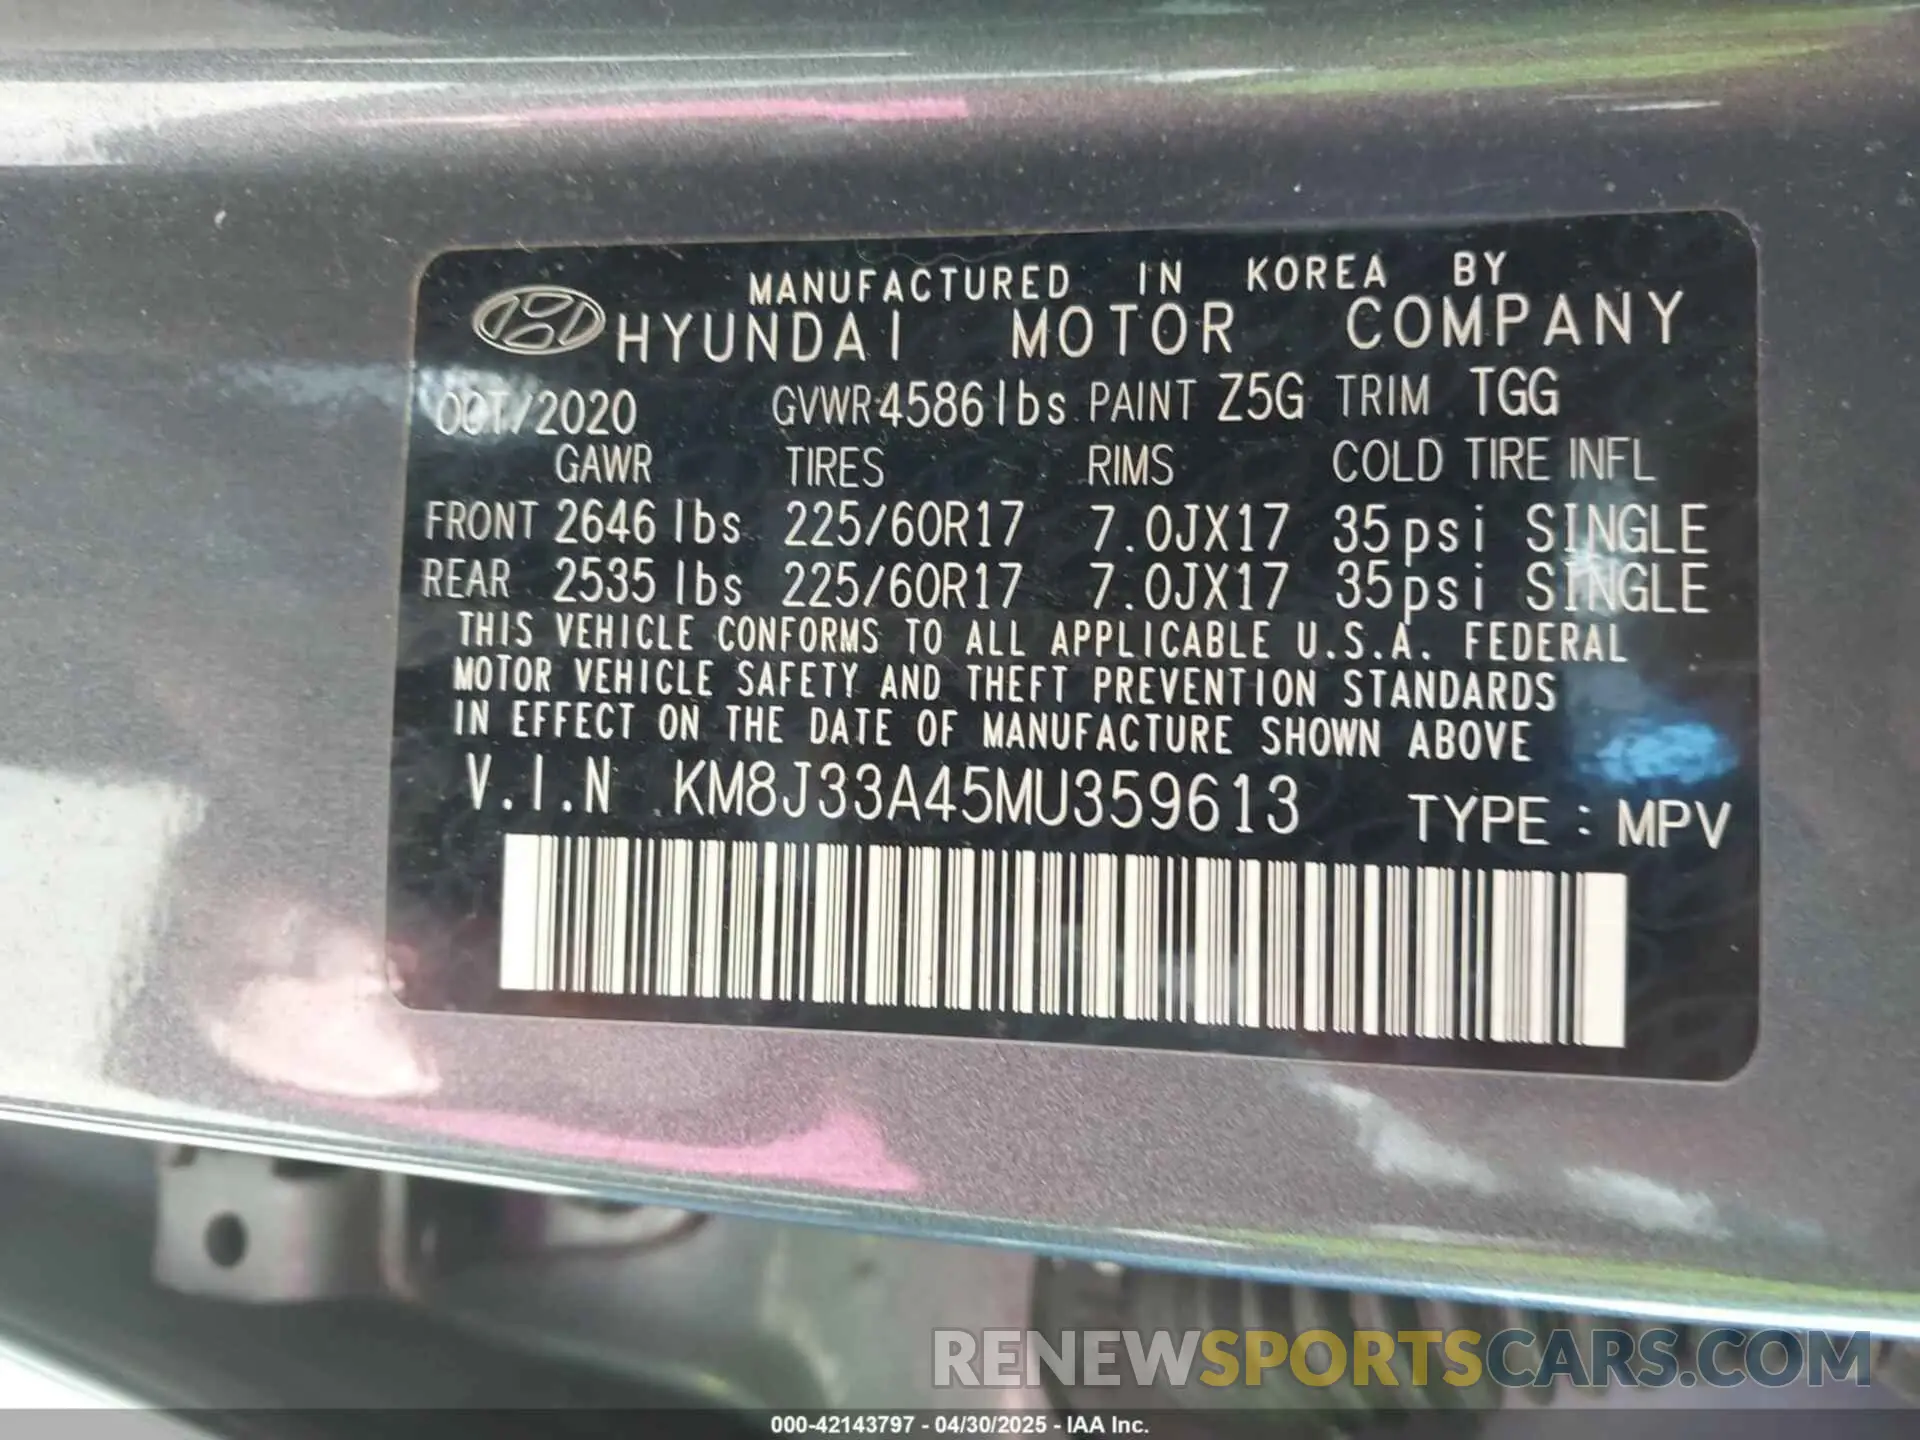 MANUFACTURED IN KOREA BY
HYUNDAI MOTOR COMPANY
OCT/2020 GVWR 4586 lbs PAINT Z5G TRIM TGG
GAWR TIRES RIMS COLD TIRE INFL
FRONT 2646 lbs 225/60R17 7.0JX17 35psi SINGLE
REAR 2535 lbs 225/60R17 7.0JX17 35psi SINGLE
THIS VEHICLE CONFORMS TO ALL APPLICABLE U.S.A. FEDERAL
MOTOR VEHICLE SAFETY AND THEFT PREVENTION STANDARDS
IN EFFECT ON THE DATE OF MANUFACTURE SHOWN ABOVE
V.I.N KM8J33A45MU359613 TYPE : MPV
RENEWSPORTSCARS.COM
000-42143797 - 04/30/2025 - IAA Inc.